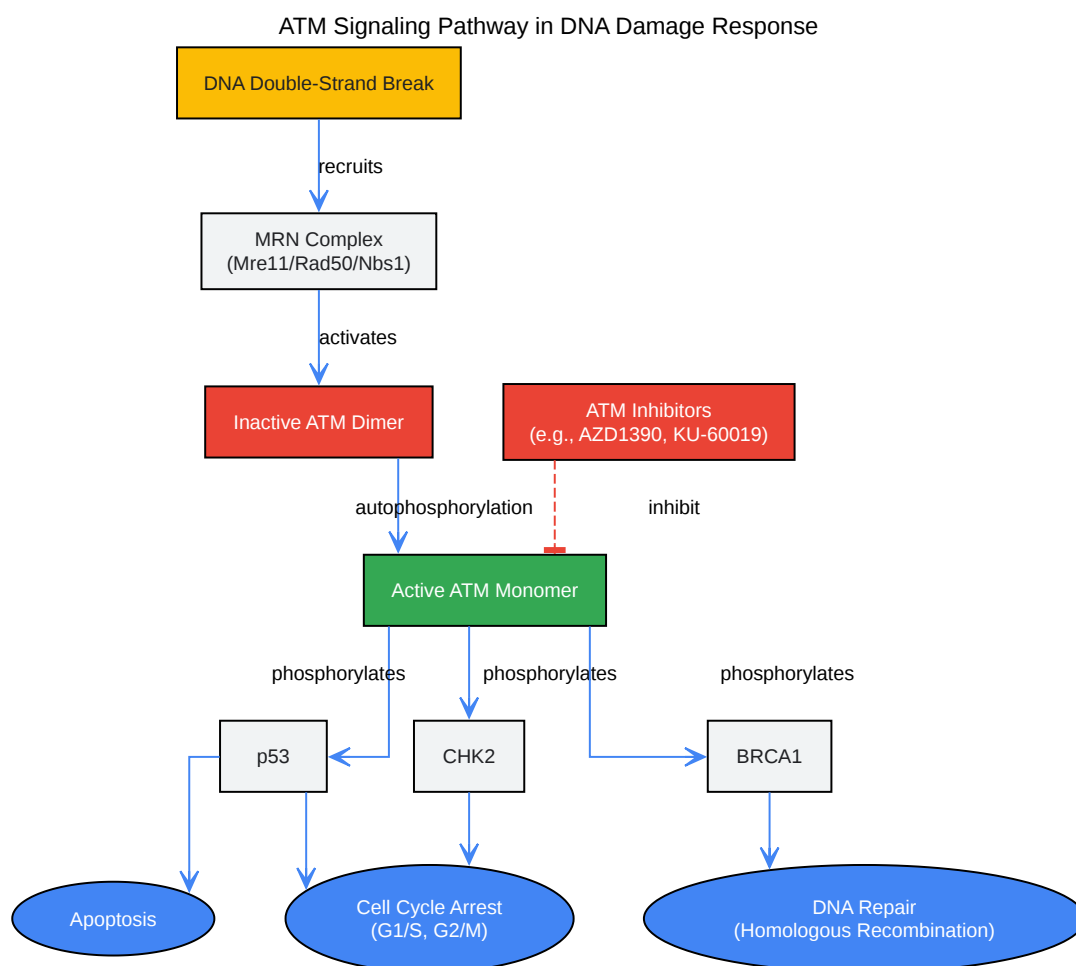 ATM Signaling Pathway in DNA Damage Response
DNA Double-Strand Break
recruits
MRN Complex
(Mre11/Rad50/Nbs1)
activates
Inactive ATM Dimer
ATM Inhibitors
(e.g., AZD1390, KU-60019)
autophosphorylation
inhibit
Active ATM Monomer
phosphorylates
phosphorylates
phosphorylates
p53
CHK2
BRCA1
Apoptosis
Cell Cycle Arrest
(G1/S, G2/M)
DNA Repair
(Homologous Recombination)